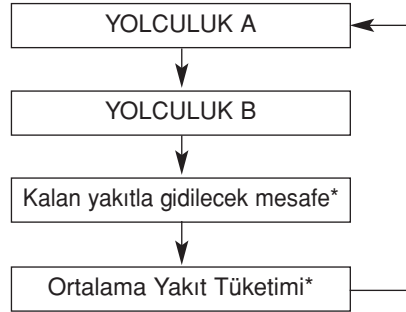 YOLCULUK A
YOLCULUK B
Kalan yakıtla gidilecek mesafe*
Ortalama Yakıt Tüketimi*